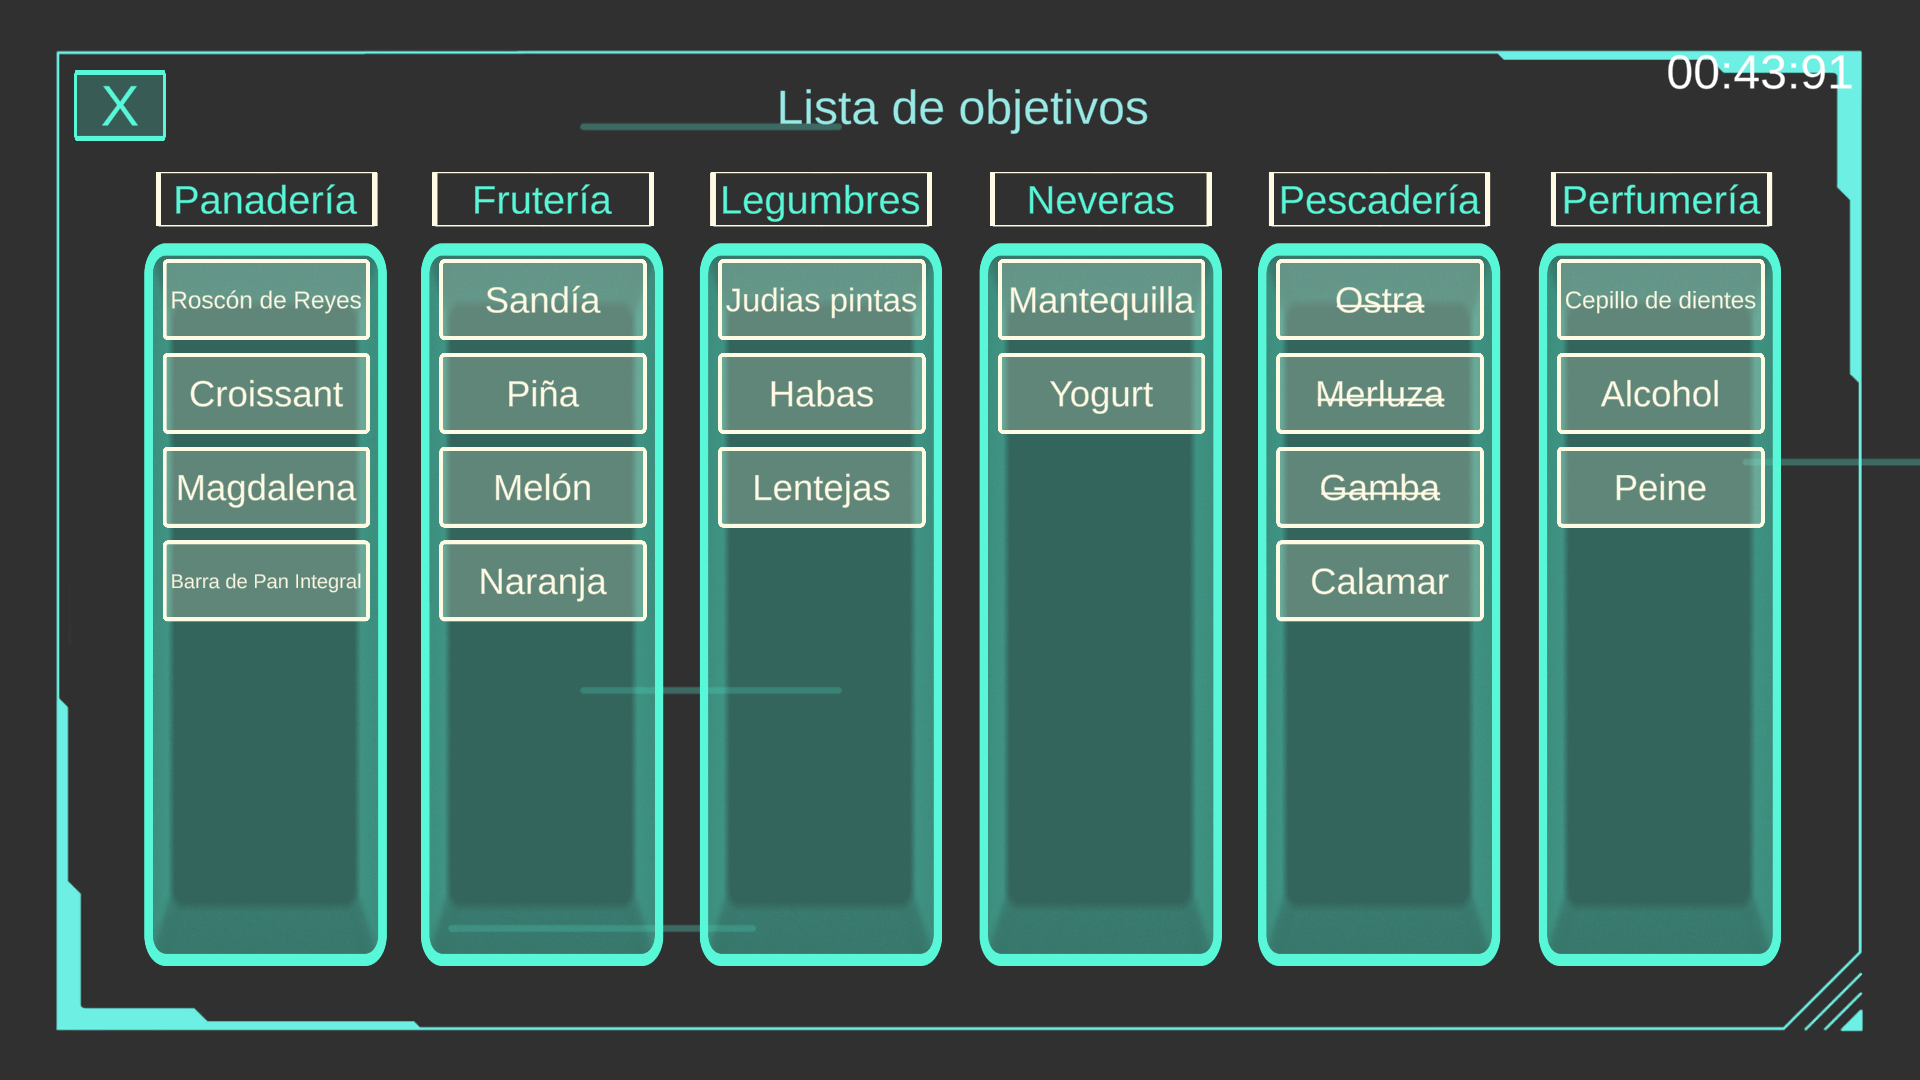 00:43:91
X
Lista de objetivos
Panadería
Roscón de Reyes
Croissant
Magdalena
Barra de Pan Integral
Frutería
Sandía
Piña
Melón
Naranja
Legumbres
Judias pintas
Habas
Lentejas
Neveras
Mantequilla
Yogurt
Pescadería
Ostra
Merluza
Gamba
Calamar
Perfumería
Cepillo de dientes
Alcohol
Peine